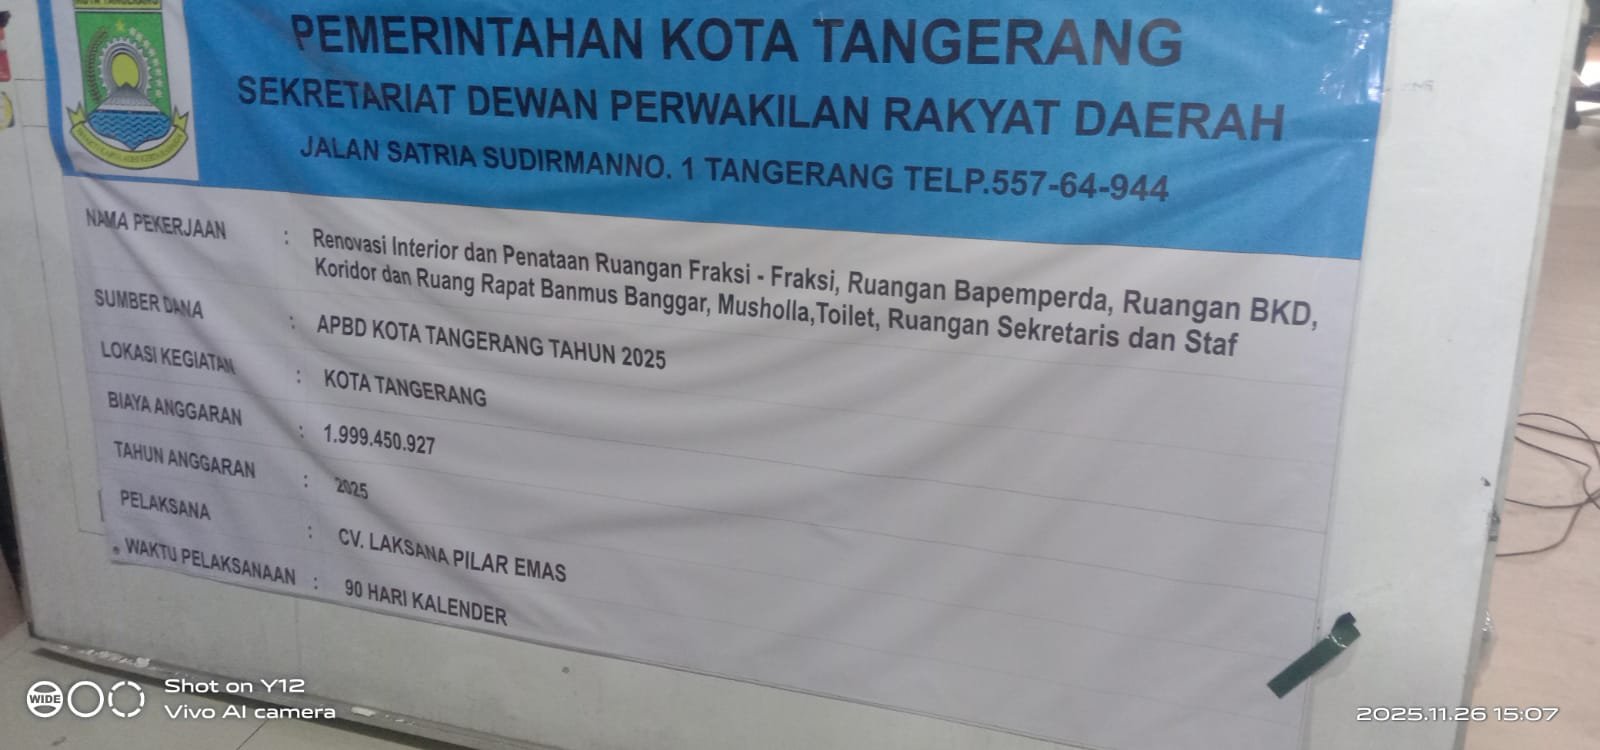 KOTA TANGERANG
PEMERINTAHAN KOTA TANGERANG
SEKRETARIAT DEWAN PERWAKILAN RAKYAT DAERAH
JALAN SATRIA SUDIRMANNO. 1 TANGERANG TELP.557-64-944
NAMA PEKERJAAN : Renovasi Interior dan Penataan Ruangan Fraksi - Fraksi, Ruangan Bapemperda, Ruangan BKD,
Koridor dan Ruang Rapat Banmus Banggar, Musholla,Toilet, Ruangan Sekretaris dan Staf
SUMBER DANA : APBD KOTA TANGERANG TAHUN 2025
LOKASI KEGIATAN : KOTA TANGERANG
BIAYA ANGGARAN : 1.999.450.927
TAHUN ANGGARAN : 2025
PELAKSANA : CV. LAKSANA PILAR EMAS
WAKTU PELAKSANAAN : 90 HARI KALENDER
WIDE
Shot on Y12
Vivo AI camera
2025.11.26 15:07